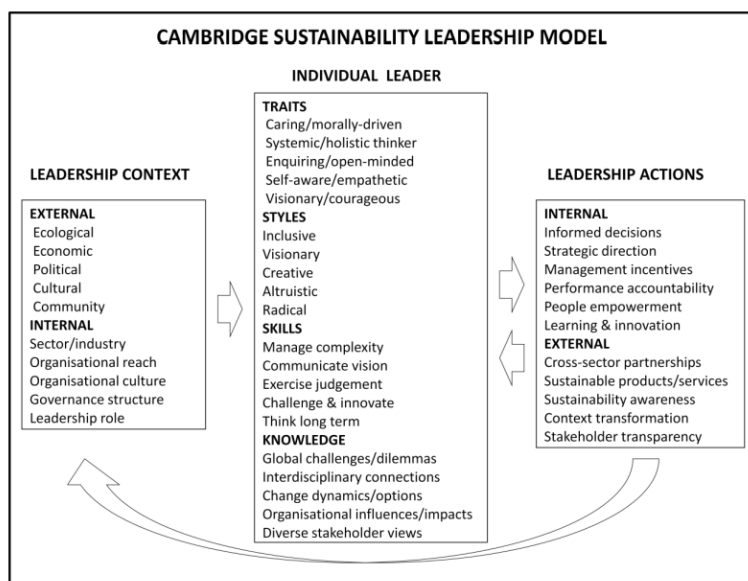 CAMBRIDGE SUSTAINABILITY LEADERSHIP MODEL
LEADERSHIP CONTEXT
EXTERNAL
Ecological
Economic
Political
Cultural
Community
INTERNAL
Sector/industry
Organisational reach
Organisational culture
Governance structure
Leadership role
INDIVIDUAL LEADER
TRAITS
Caring/morally-driven
Systemic/holistic thinker
Enquiring/open-minded
Self-aware/empathetic
Visionary/courageous
STYLES
Inclusive
Visionary
Creative
Altruistic
Radical
SKILLS
Manage complexity
Communicate vision
Exercise judgement
Challenge & innovate
Think long term
KNOWLEDGE
Global challenges/dilemmas
Interdisciplinary connections
Change dynamics/options
Organisational influences/impacts
Diverse stakeholder views
LEADERSHIP ACTIONS
INTERNAL
Informed decisions
Strategic direction
Management incentives
Performance accountability
People empowerment
Learning & innovation
EXTERNAL
Cross-sector partnerships
Sustainable products/services
Sustainability awareness
Context transformation
Stakeholder transparency